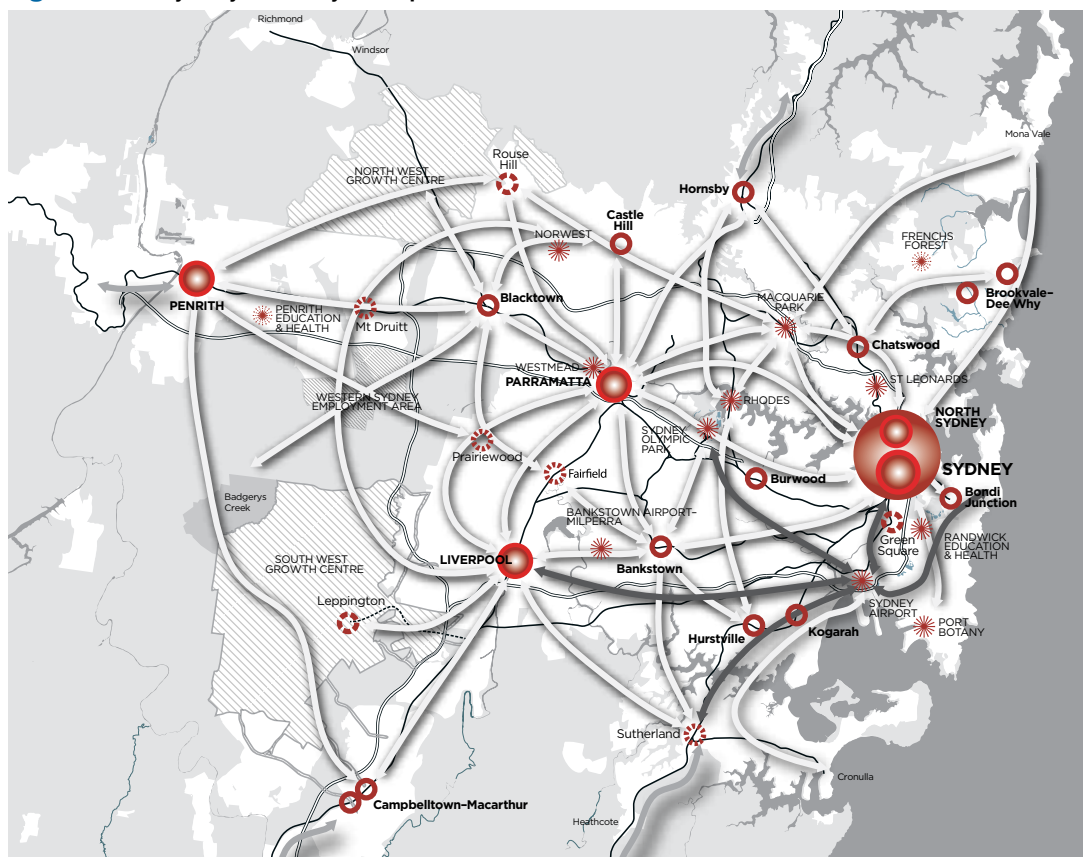 Richmond
Windsor
Mona Vale
Rouse
Hill
NORTH WEST
GROWTH CENTRE
Hornsby
Castle
Hill
NORWEST
FRENCHS
FOREST
PENRITH
Blacktown
Brookvale–
Dee Why
MACQUARIE
PARK
PENRITH
EDUCATION
& HEALTH
Mt Druitt
Chatswood
WESTMEAD
PARRAMATTA
ST LEONARDS
WESTERN SYDNEY
EMPLOYMENT AREA
RHODES
NORTH
SYDNEY
SYDNEY
OLYMPIC
PARK
Prairiewood
SYDNEY
Fairfield
Burwood
Bondi
Junction
Badgerys
Creek
BANKSTOWN AIRPORT–
MILPERRA
Green
Square
RANDWICK
EDUCATION
& HEALTH
LIVERPOOL
Bankstown
SOUTH WEST
GROWTH CENTRE
Leppington
SYDNEY
AIRPORT
PORT
BOTANY
Hurstville
Kogarah
Sutherland
Cronulla
Campbelltown–Macarthur
Heathcote